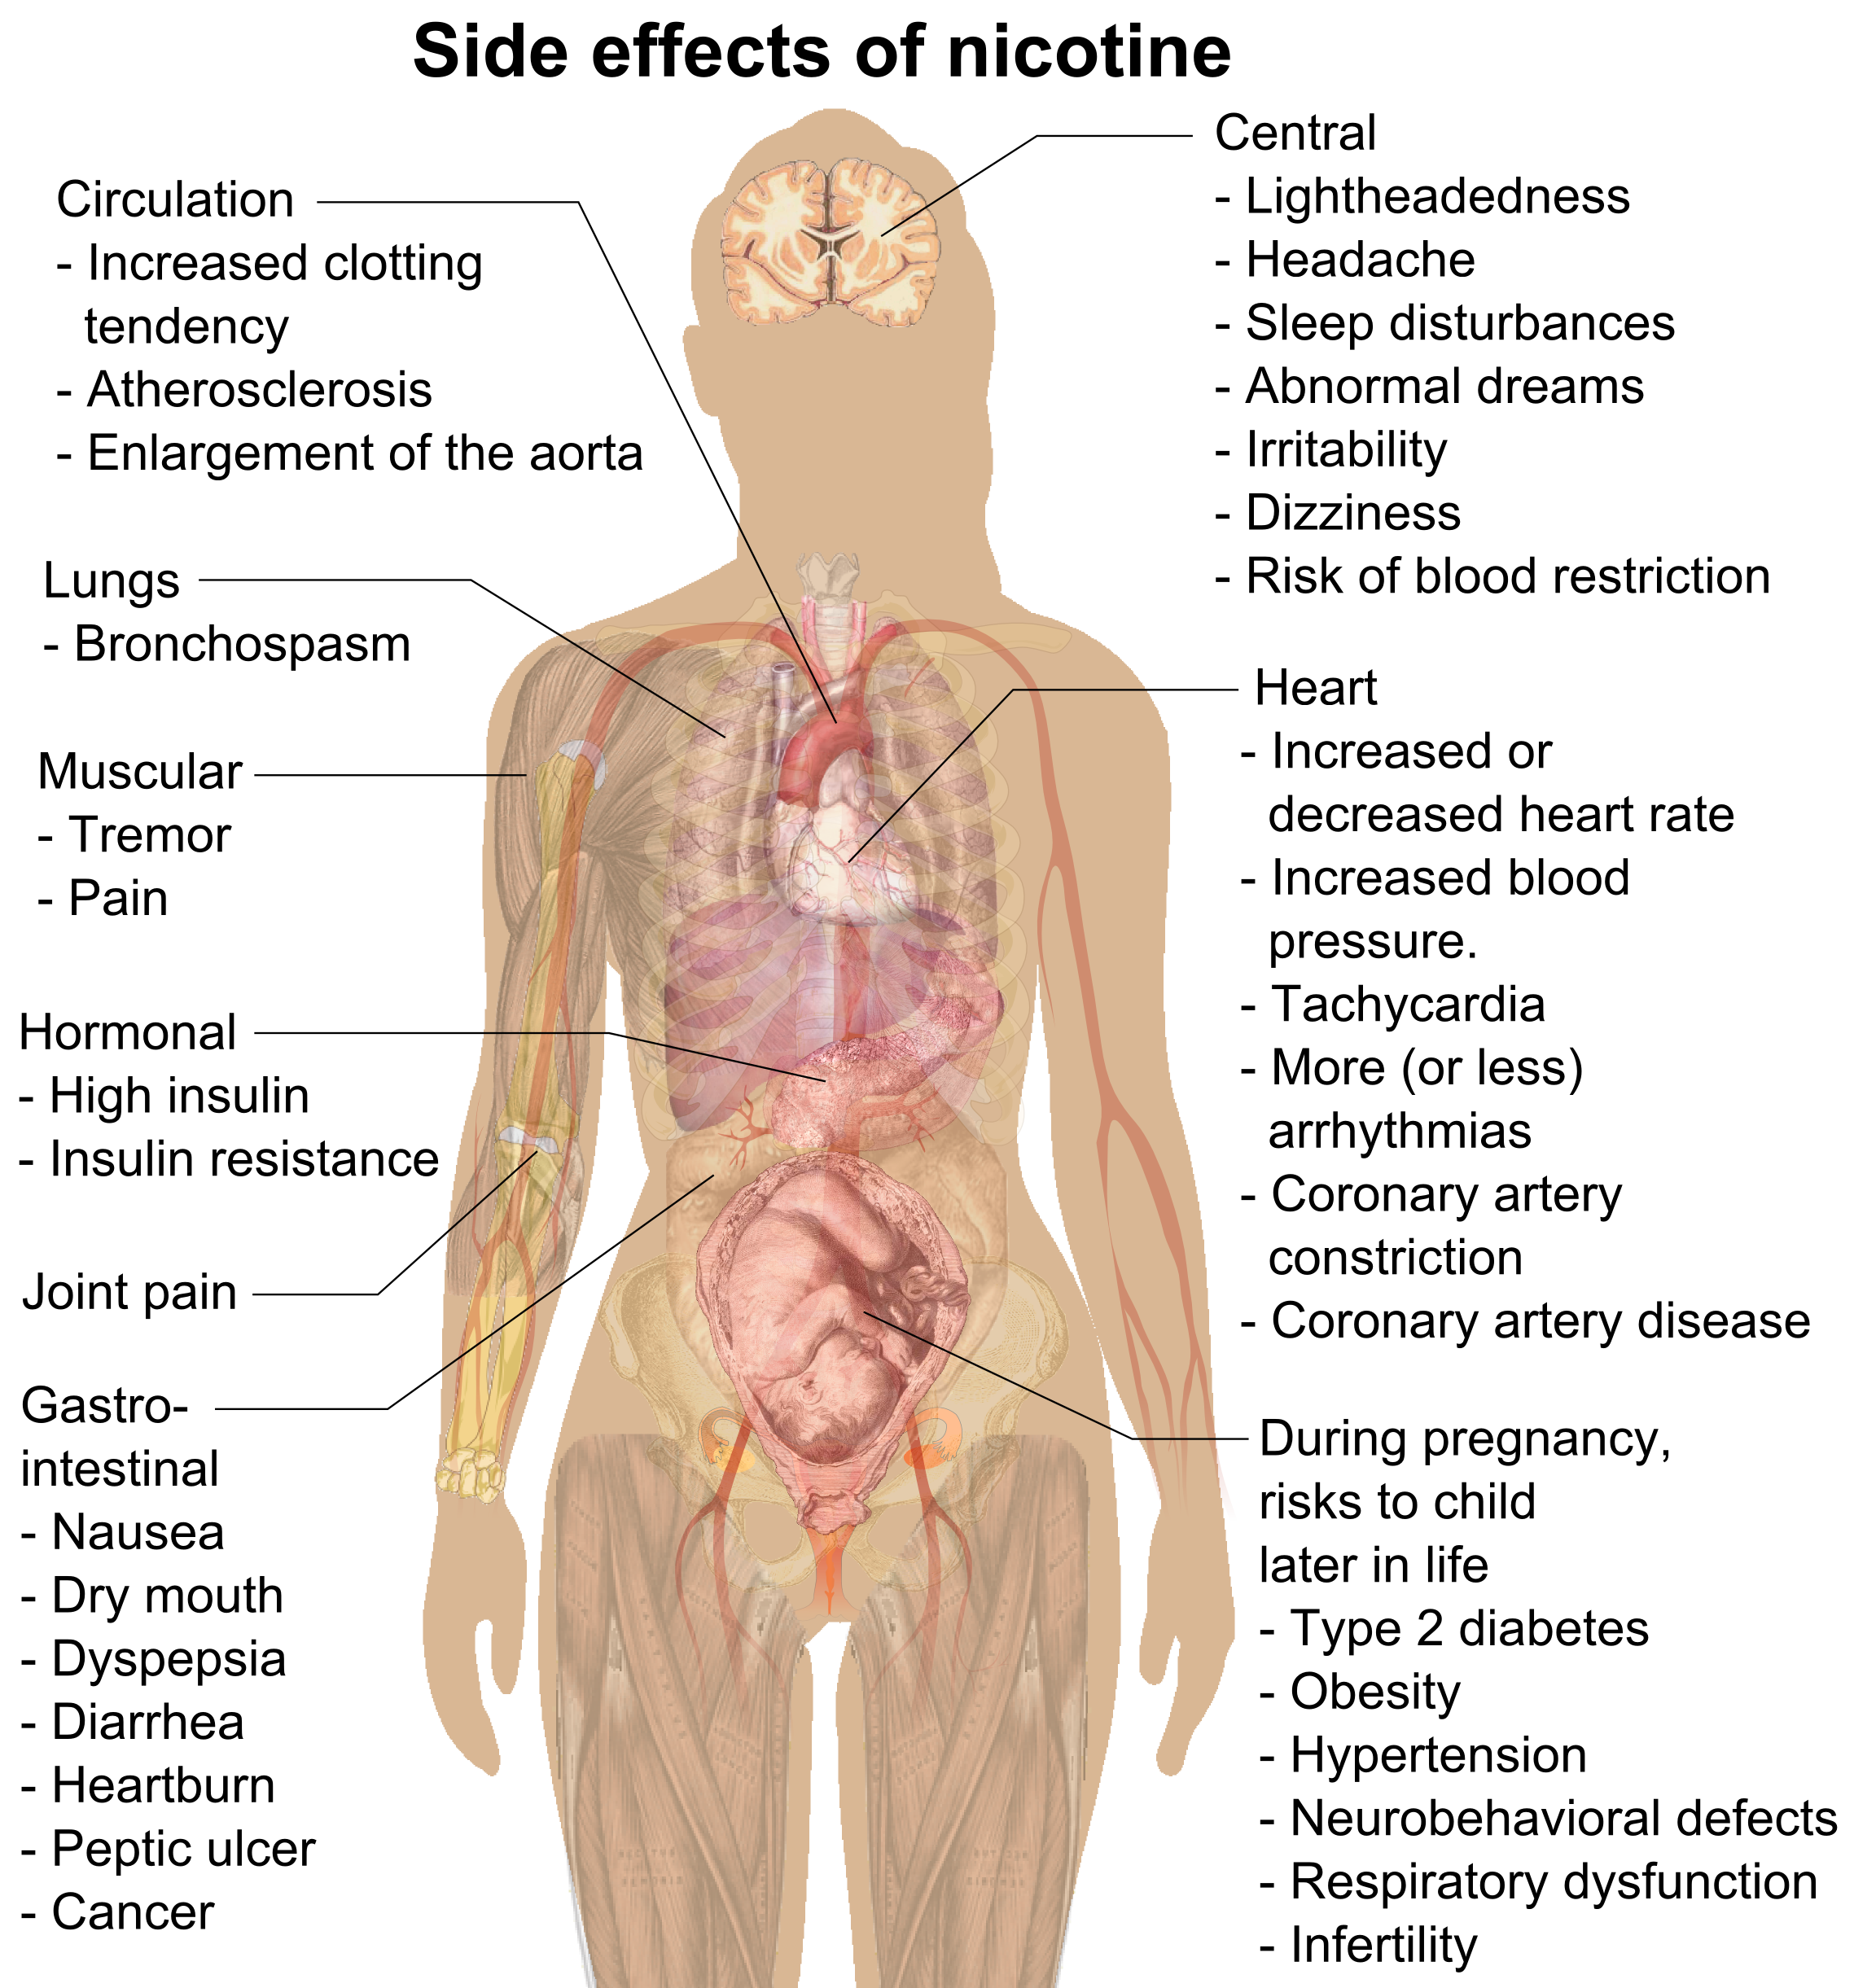 Side effects of nicotine
Circulation
- Increased clotting
tendency
- Atherosclerosis
- Enlargement of the aorta
Lungs
- Bronchospasm
Muscular
- Tremor
- Pain
Hormonal
- High insulin
- Insulin resistance
Joint pain
Gastro-
intestinal
- Nausea
- Dry mouth
- Dyspepsia
- Diarrhea
- Heartburn
- Peptic ulcer
- Cancer
Central
- Lightheadedness
- Headache
- Sleep disturbances
- Abnormal dreams
- Irritability
- Dizziness
- Risk of blood restriction
Heart
- Increased or
decreased heart rate
- Increased blood
pressure.
- Tachycardia
- More (or less)
arrhythmias
- Coronary artery
constriction
- Coronary artery disease
During pregnancy,
risks to child
later in life
- Type 2 diabetes
- Obesity
- Hypertension
- Neurobehavioral defects
- Respiratory dysfunction
- Infertility